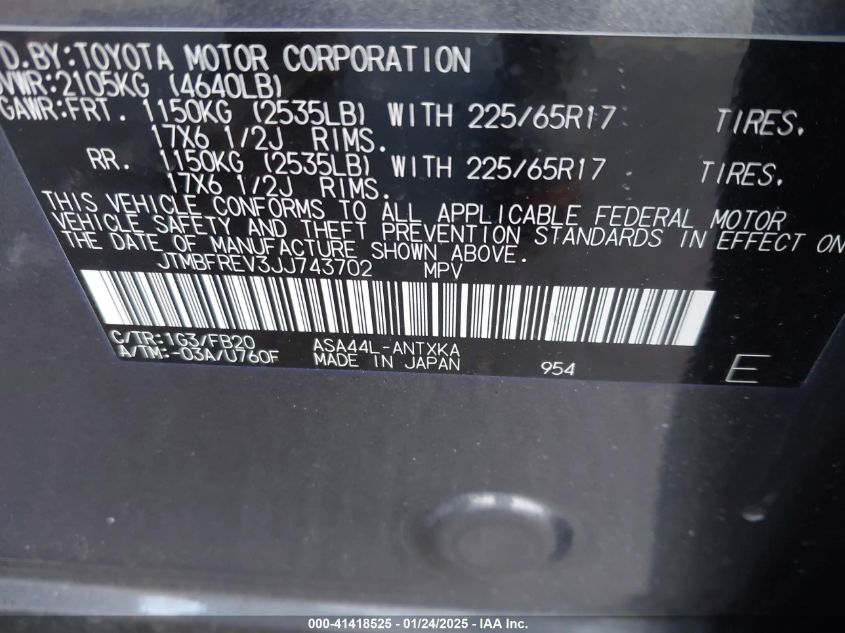 D.BY:TOYOTA MOTOR CORPORATION
VWR:2105KG (4640LB)
GAWR:FRT. 1150KG (2535LB) WITH 225/65R17 TIRES.
17X6 1/2J RIMS.
RR. 1150KG (2535LB) WITH 225/65R17 TIRES.
17X6 1/2J RIMS.
THIS VEHICLE CONFORMS TO ALL APPLICABLE FEDERAL MOTOR
VEHICLE SAFETY AND THEFT PREVENTION STANDARDS IN EFFECT ON
THE DATE OF MANUFACTURE SHOWN ABOVE.
JTMBFREV3JJ743702 MPV
C/TR:1G3/FB20 ASA44L-ANTXKA
A/TM:-03A/U760F MADE IN JAPAN 954 E
000-41418525 - 01/24/2025 - IAA Inc.